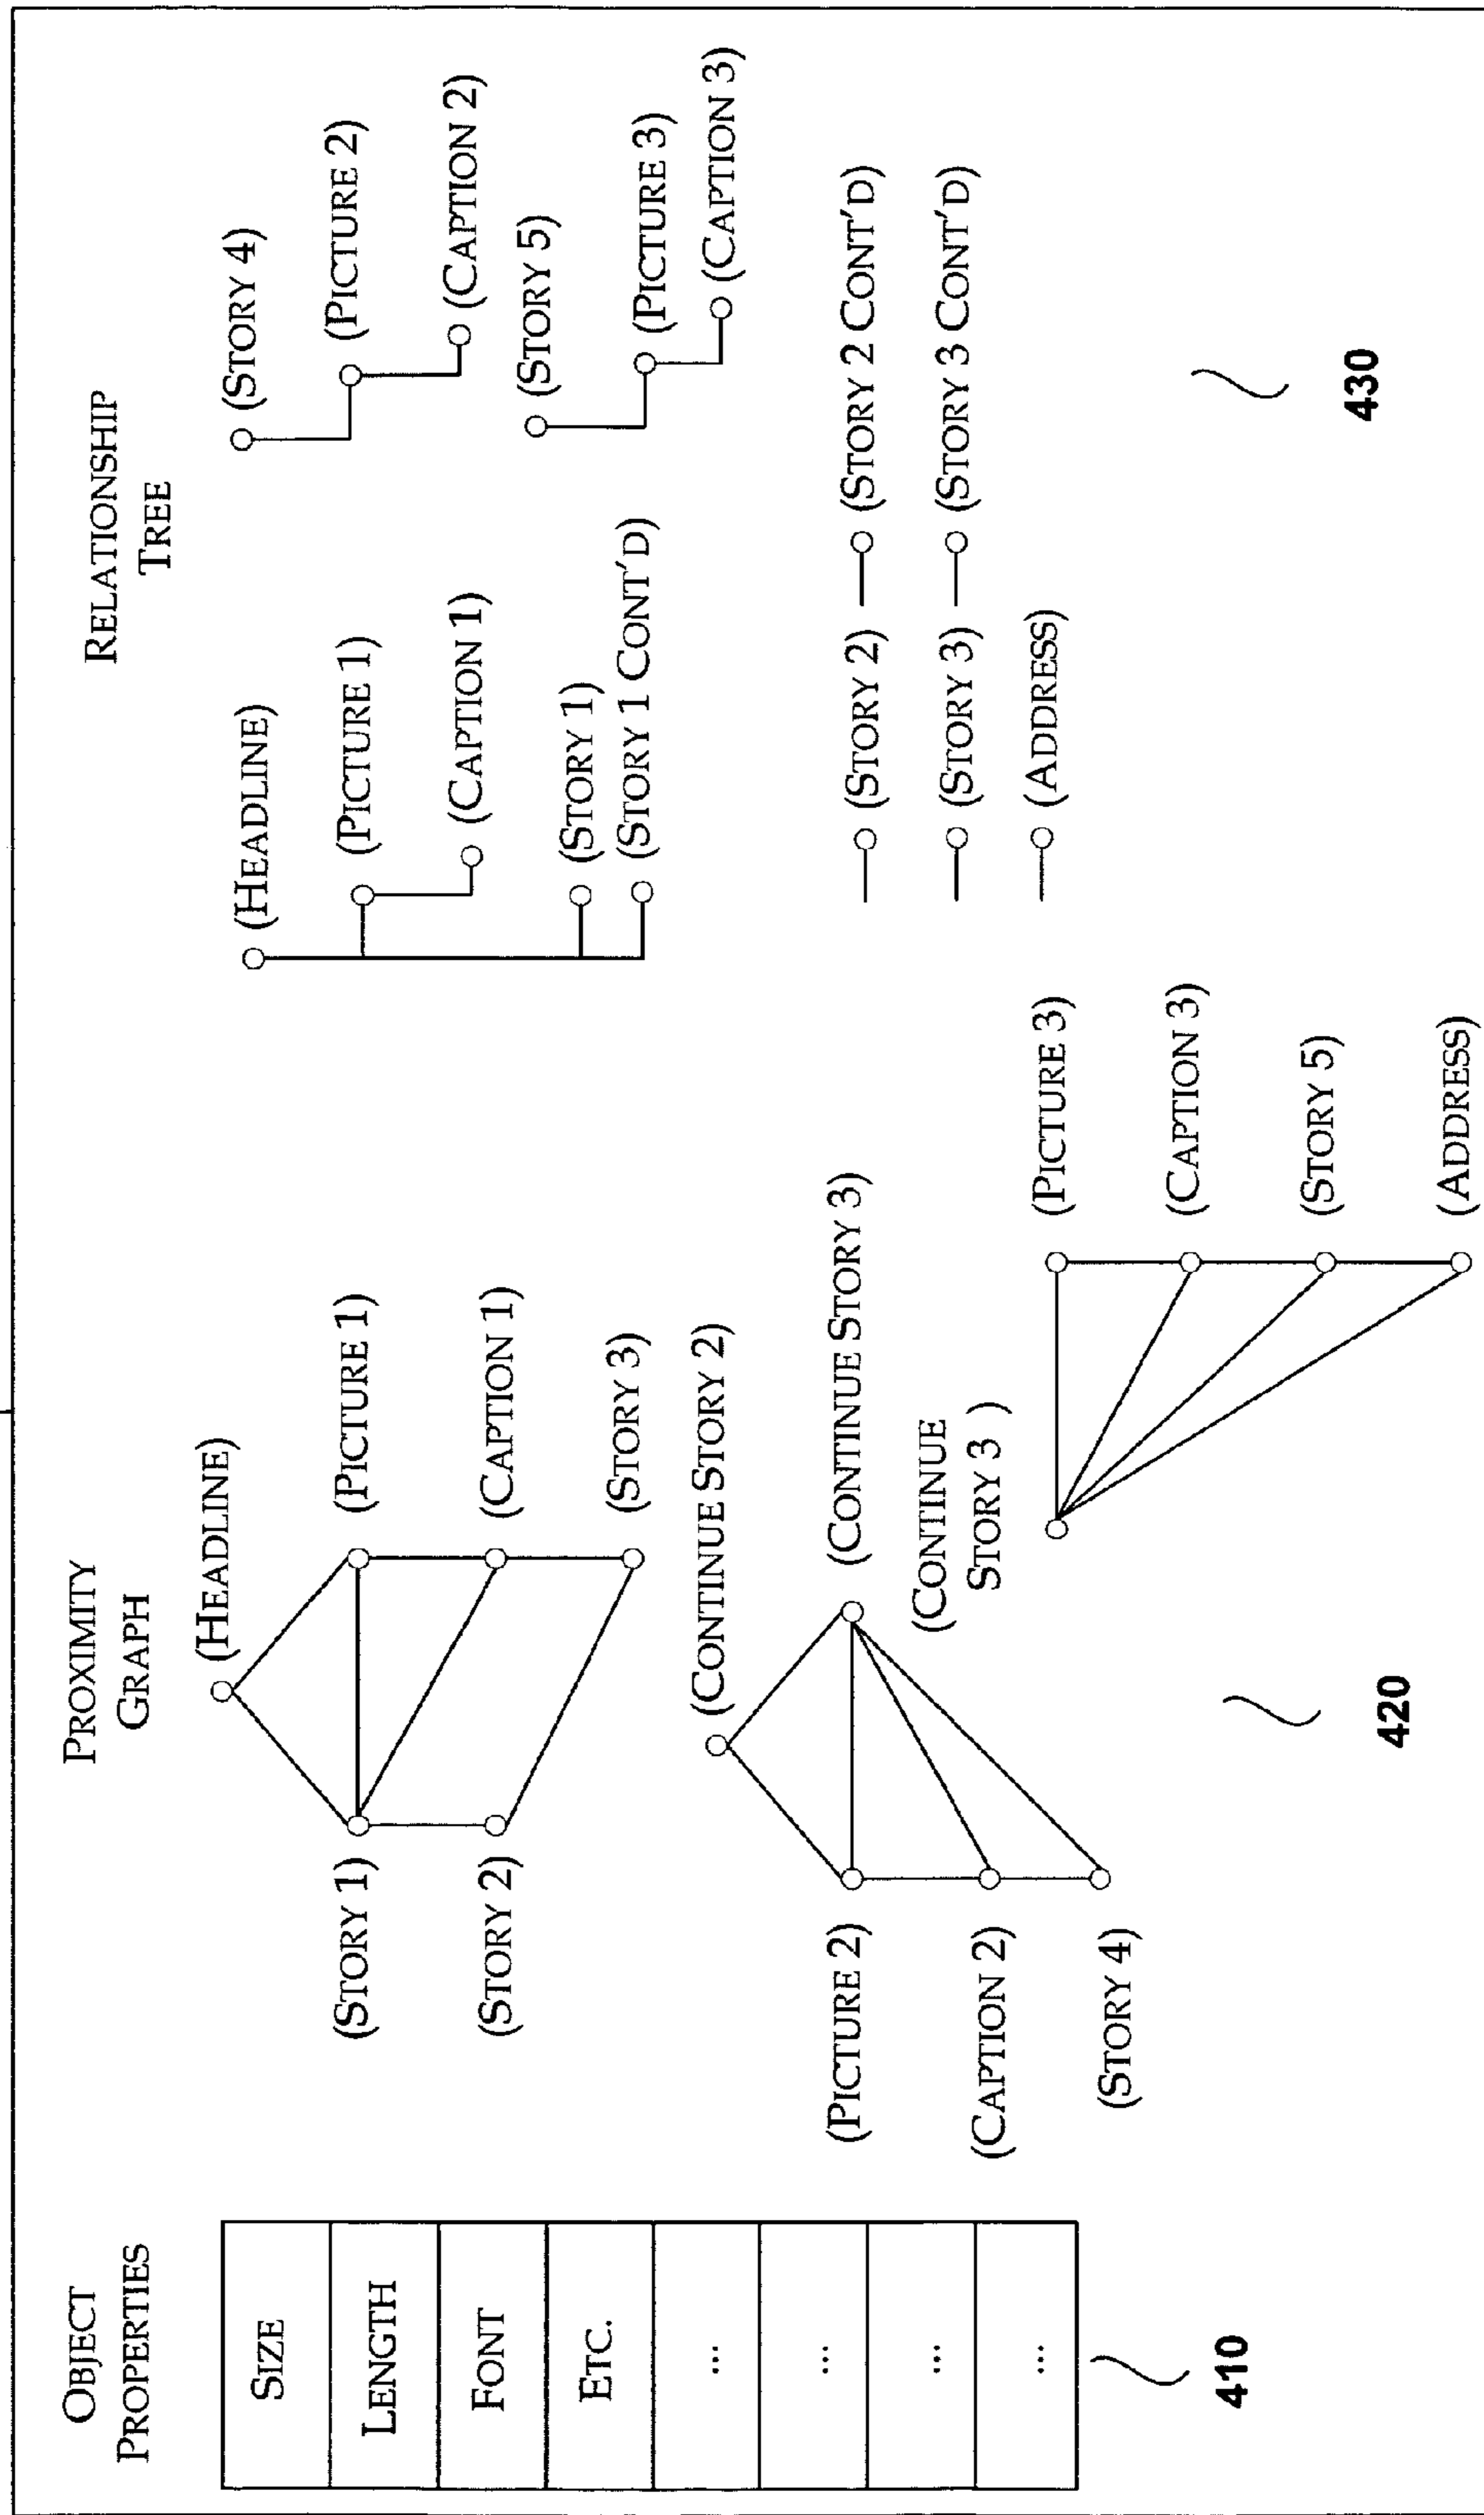 OBJECT
PROPERTIES
SIZE
LENGTH
FONT
ETC.
...
...
...
...
410
PROXIMITY
GRAPH
(HEADLINE)
(STORY 1)
(PICTURE 1)
(STORY 2)
(CAPTION 1)
(STORY 3)
(CONTINUE STORY 2)
(PICTURE 2)
(CONTINUE STORY 3)
(CAPTION 2)
(STORY 4)
(CONTINUE
STORY 3 )
(PICTURE 3)
(CAPTION 3)
(STORY 5)
(ADDRESS)
420
RELATIONSHIP
TREE
(HEADLINE)
(PICTURE 1)
(CAPTION 1)
(STORY 1)
(STORY 1 CONT'D)
(STORY 4)
(PICTURE 2)
(CAPTION 2)
(STORY 5)
(PICTURE 3)
(CAPTION 3)
(STORY 2) (STORY 2 CONT'D)
(STORY 3) (STORY 3 CONT'D)
(ADDRESS)
430